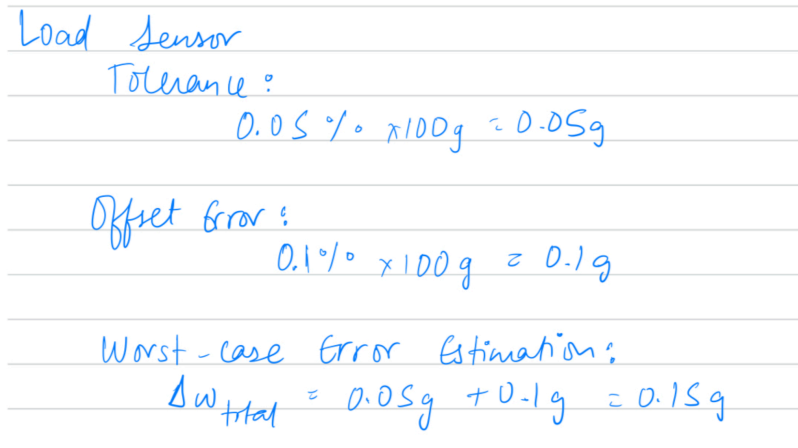 Load Sensor
Tolerance:
0.05% x100g = 0.05g
Offset Error:
0.1% x100g = 0.1g
Worst-case Error Estimation:
Δw total = 0.05g + 0.1g = 0.15g